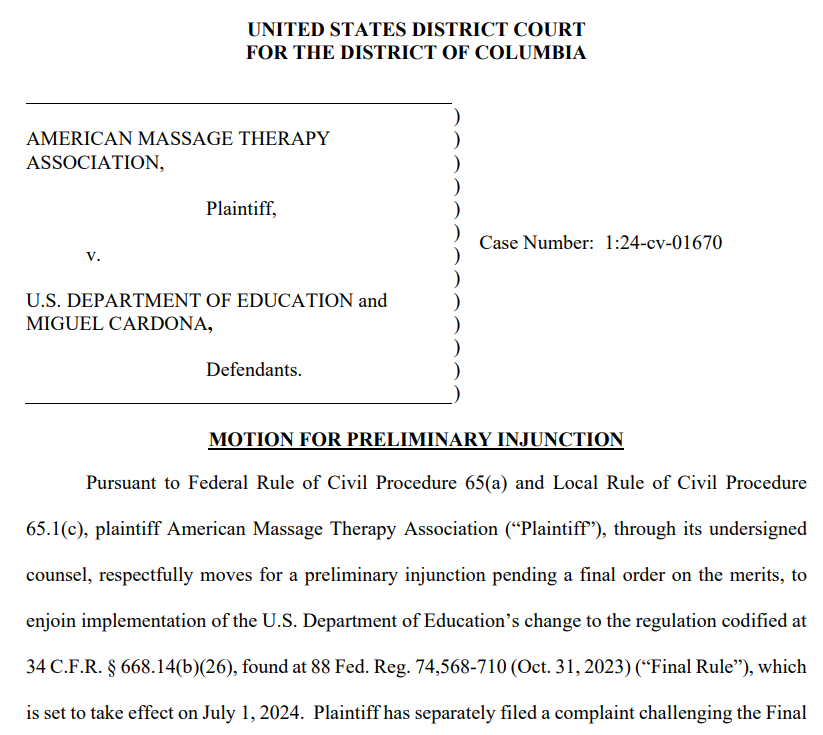 UNITED STATES DISTRICT COURT
FOR THE DISTRICT OF COLUMBIA
)
AMERICAN MASSAGE THERAPY )
ASSOCIATION, )
)
Plaintiff, )
)
Case Number: 1:24-cv-01670
v. )
)
U.S. DEPARTMENT OF EDUCATION and )
MIGUEL CARDONA, )
)
Defendants. )
)
MOTION FOR PRELIMINARY INJUNCTION
Pursuant to Federal Rule of Civil Procedure 65(a) and Local Rule of Civil Procedure
65.1(c), plaintiff American Massage Therapy Association (“Plaintiff”), through its undersigned
counsel, respectfully moves for a preliminary injunction pending a final order on the merits, to
enjoin implementation of the U.S. Department of Education’s change to the regulation codified at
34 C.F.R. § 668.14(b)(26), found at 88 Fed. Reg. 74,568-710 (Oct. 31, 2023) (“Final Rule”), which
is set to take effect on July 1, 2024. Plaintiff has separately filed a complaint challenging the Final